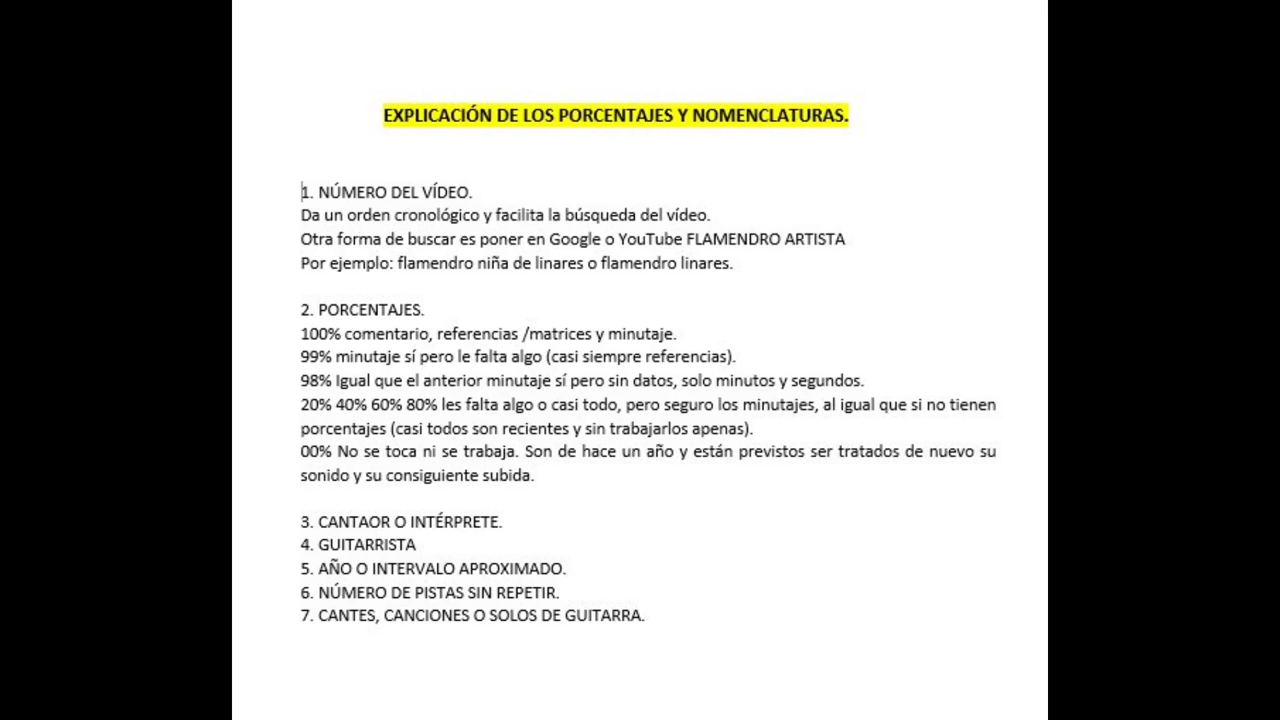 EXPLICACIÓN DE LOS PORCENTAJES Y NOMENCLATURAS.
1. NÚMERO DEL VÍDEO.
Da un orden cronológico y facilita la búsqueda del vídeo.
Otra forma de buscar es poner en Google o YouTube FLAMENDRO ARTISTA
Por ejemplo: flamendro niña de linares o flamendro linares.
2. PORCENTAJES.
100% comentario, referencias /matrices y minutaje.
99% minutaje sí pero le falta algo (casi siempre referencias).
98% Igual que el anterior minutaje sí pero sin datos, solo minutos y segundos.
20% 40% 60% 80% les falta algo o casi todo, pero seguro los minutajes, al igual que si no tienen
porcentajes (casi todos son recientes y sin trabajarlos apenas).
00% No se toca ni se trabaja. Son de hace un año y están previstos ser tratados de nuevo su
sonido y su consiguiente subida.
3. CANTAOR O INTÉRPRETE.
4. GUITARRISTA
5. AÑO O INTERVALO APROXIMADO.
6. NÚMERO DE PISTAS SIN REPETIR.
7. CANTES, CANCIONES O SOLOS DE GUITARRA.